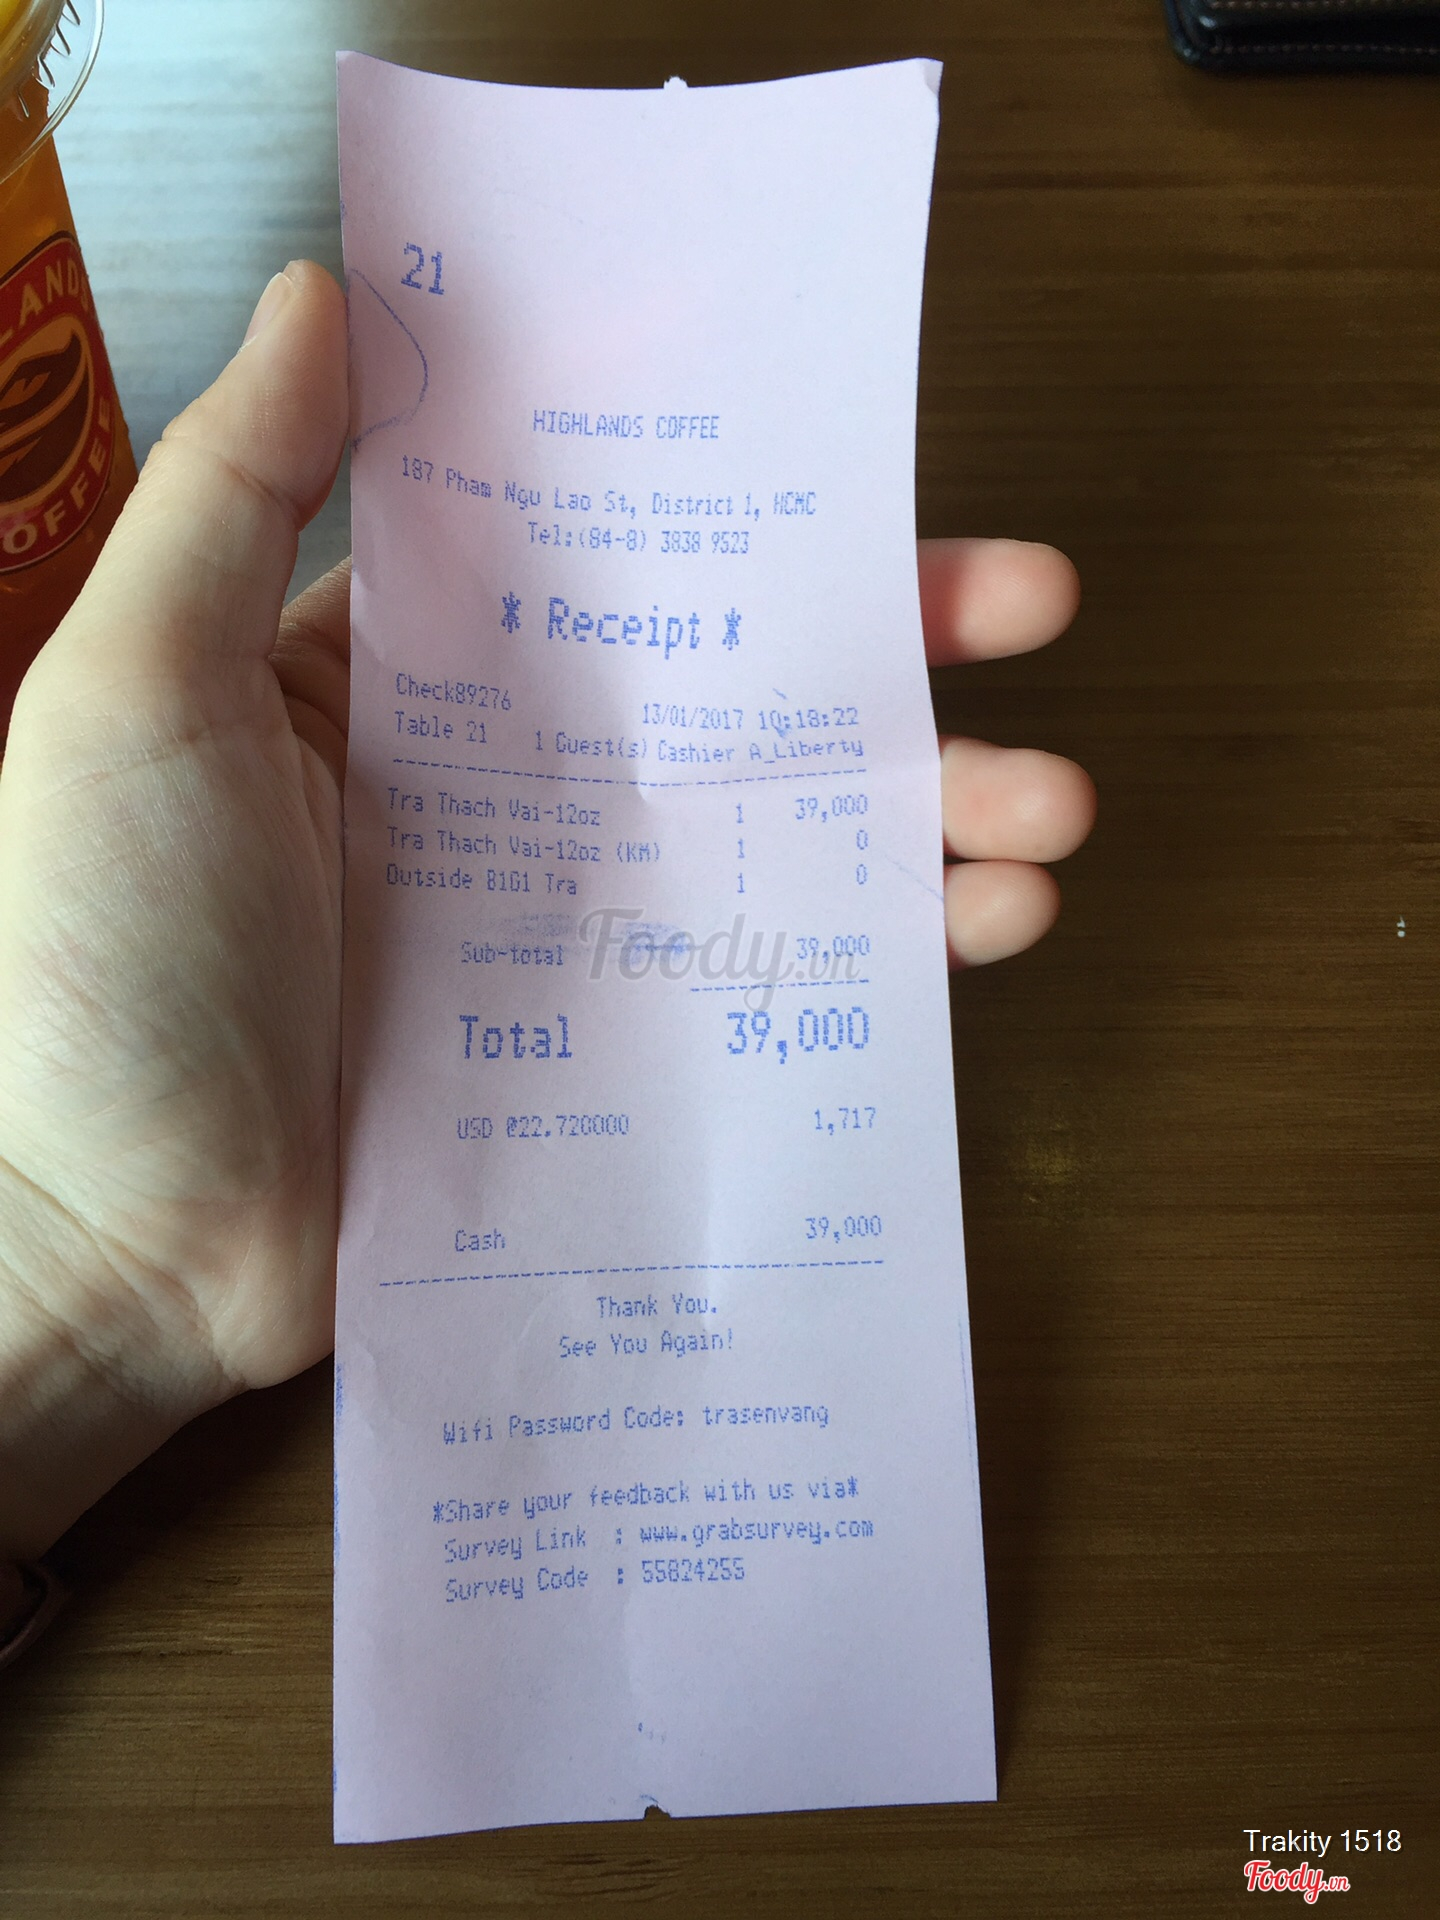 21
HIGHLANDS COFFEE
187 Pham Ngu Lao St, District 1, HCMC
Tel:(84-8) 3838 9523
* Receipt *
Check89276
13/01/2017 10:18:22
Table 21 1 Guest(s) Cashier A_Liberty
Tra Thach Vai-12oz 1 39,000
Tra Thach Vai-12oz (KM) 1 0
Outside B1G1 Tra 1 0
Sub-total 39,000
Foody.vn
Total 39,000
USD @22.720000 1,717
Cash 39,000
Thank You.
See You Again!
Wifi Password Code: trasenvang
*Share your feedback with us via*
Survey Link : www.grabsurvey.com
Survey Code : 55824255
LANDS
COFFEE
Trakity 1518
Foody.vn